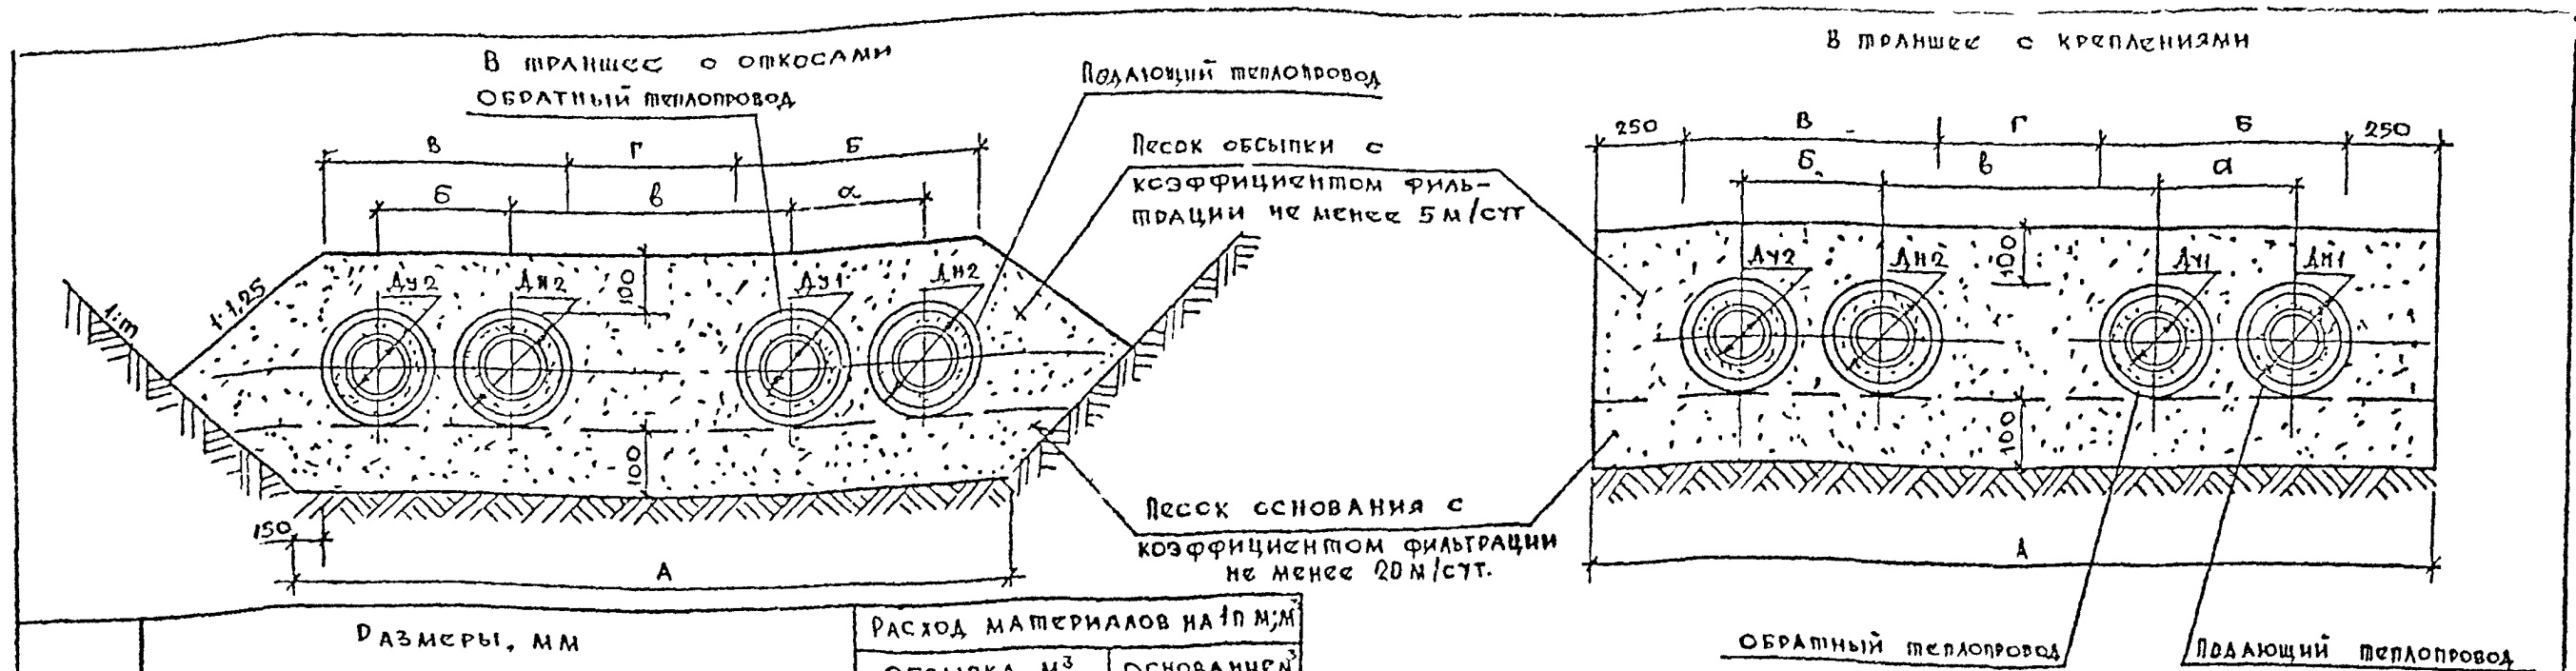 В траншее с откосами
Обратный теплопровод
Подающий теплопровод
В траншее с креплениями
В Г Б
Б в а
Песок обсыпки с
коэффициентом филь-
трации не менее 5 м/сут
250 В Г Б 250
Б в а
1:m
1:1,25
Ду2 Дн2 100 Ду1 Дн2
Ду2 Дн2 100 Ду1 Дн1
100
100
150
А
Песок основания с
коэффициентом фильтрации
не менее 20 м/сут.
А
Размеры, мм
Расход материалов на 1п м; м³
Обсыпка м³ Основание м³
Обратный теплопровод
Подающий теплопровод